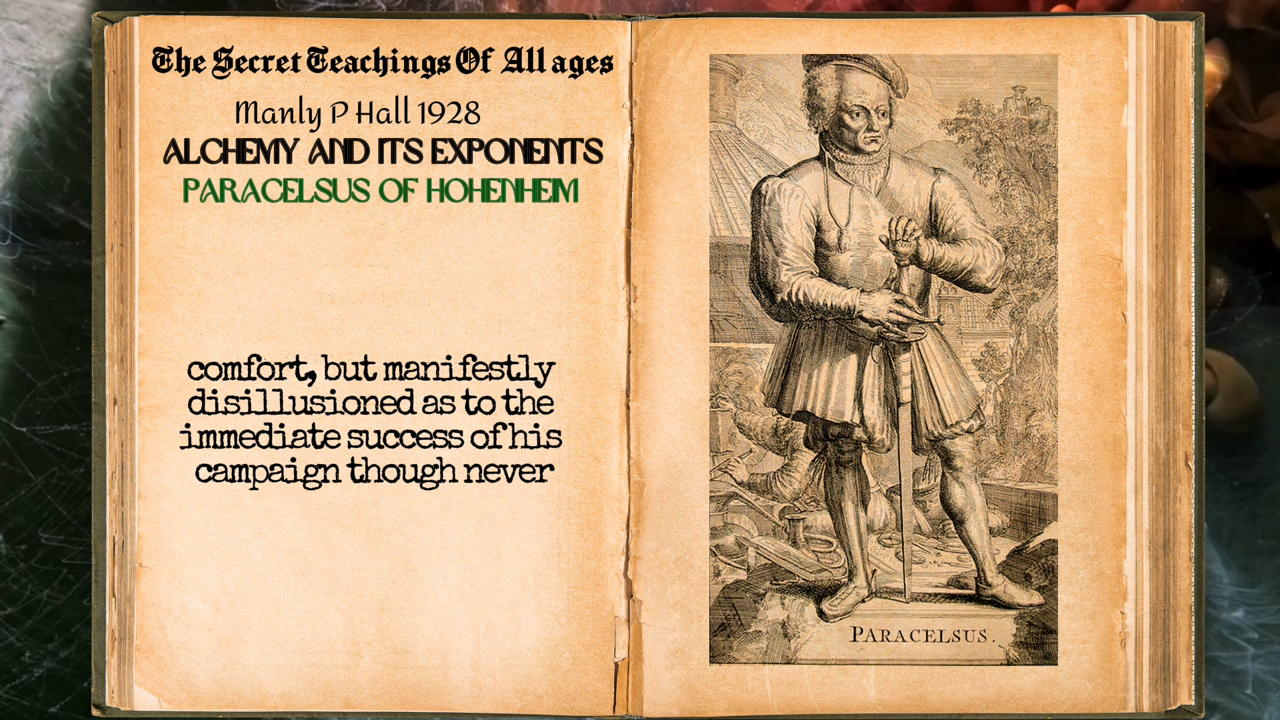 The Secret Teachings Of All ages
Manly P Hall 1928
ALCHEMY AND ITS EXPONENTS
PARACELSUS OF HOHENHEIM
comfort, but manifestly
disillusioned as to the
immediate success of his
campaign though never
PARACELSUS.